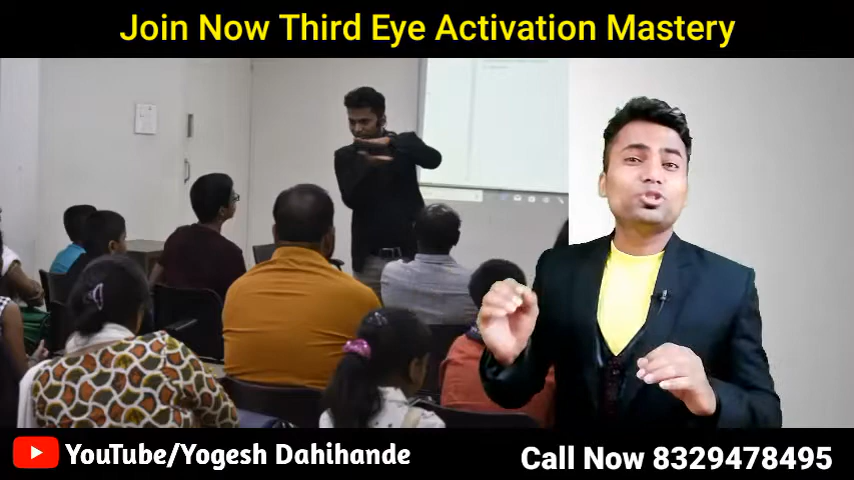 Join Now Third Eye Activation Mastery
YouTube/Yogesh Dahihande
Call Now 8329478495